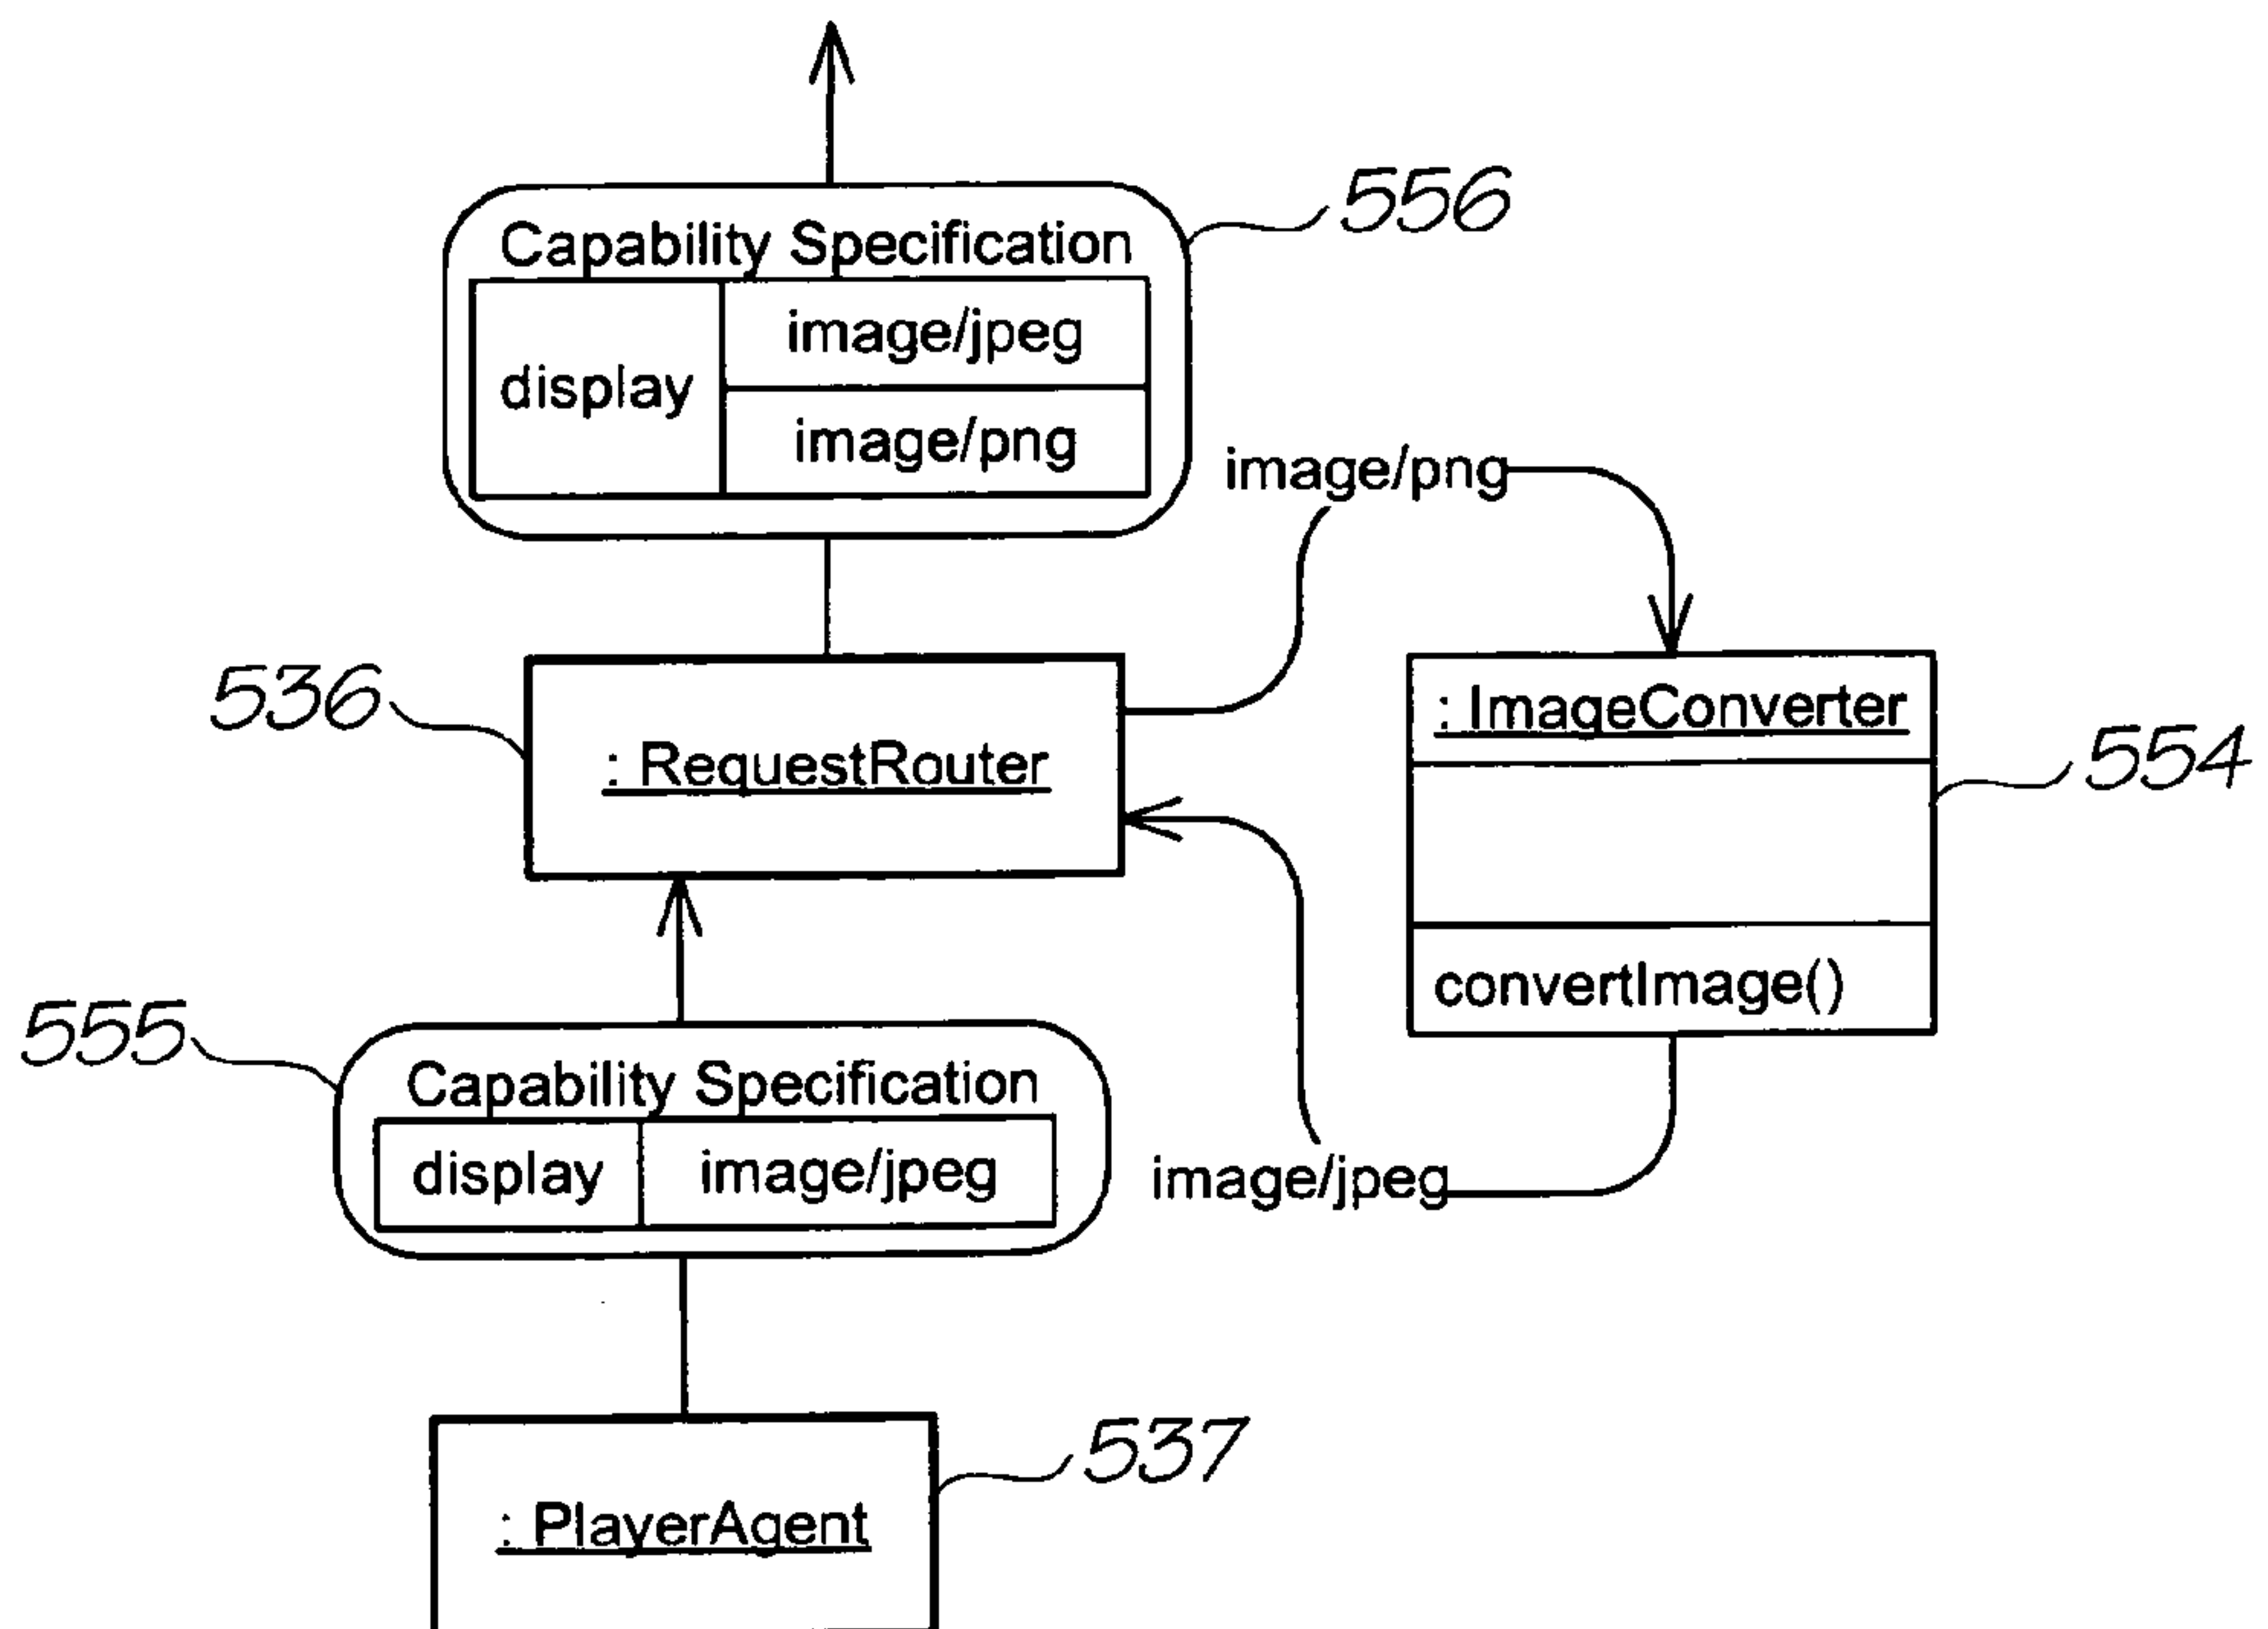 556
Capability Specification
display
image/jpeg
image/png
image/png
536
: RequestRouter
: ImageConverter
554
convertImage()
555
Capability Specification
display
image/jpeg
image/jpeg
537
: PlayerAgent